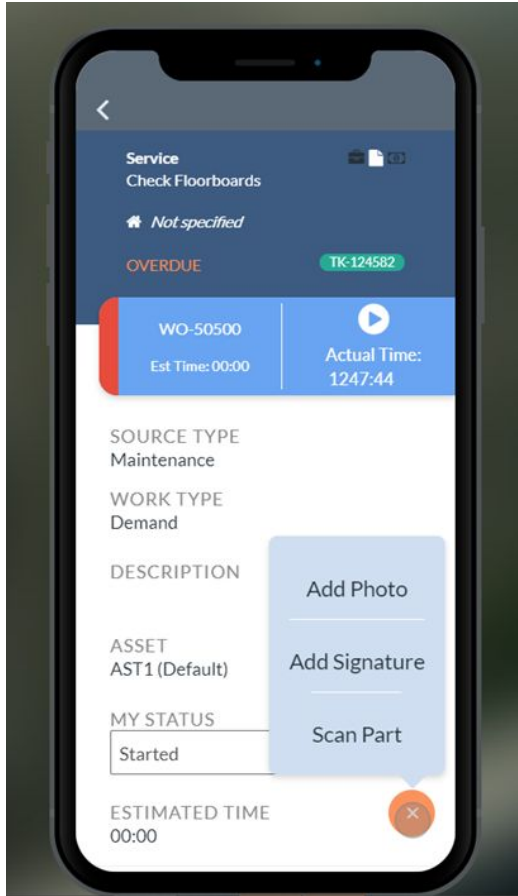 Service
Check Floorboards
Not specified
OVERDUE
TK-124582
WO-50500
Est Time: 00:00
Actual Time:
1247:44
SOURCE TYPE
Maintenance
WORK TYPE
Demand
DESCRIPTION
ASSET
AST1 (Default)
MY STATUS
Started
ESTIMATED TIME
00:00
Add Photo
Add Signature
Scan Part